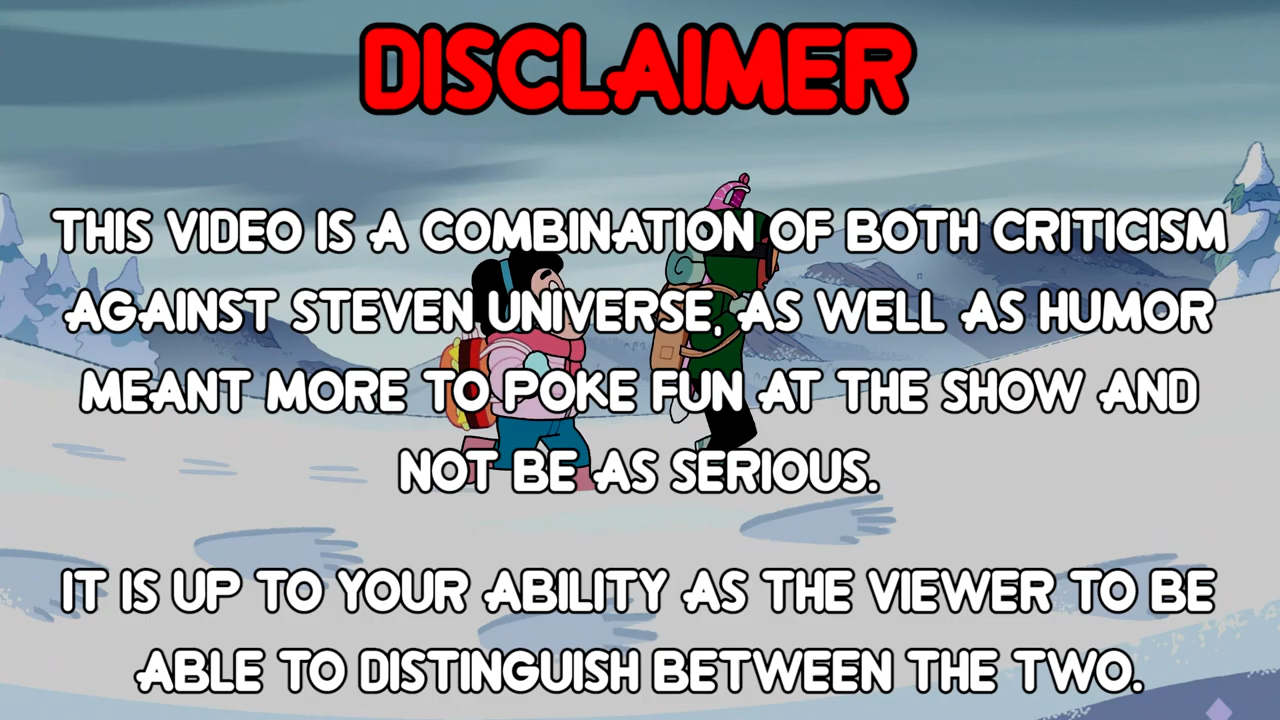 DISCLAIMER
THIS VIDEO IS A COMBINATION OF BOTH CRITICISM
AGAINST STEVEN UNIVERSE, AS WELL AS HUMOR
MEANT MORE TO POKE FUN AT THE SHOW AND
NOT BE AS SERIOUS.
IT IS UP TO YOUR ABILITY AS THE VIEWER TO BE
ABLE TO DISTINGUISH BETWEEN THE TWO.